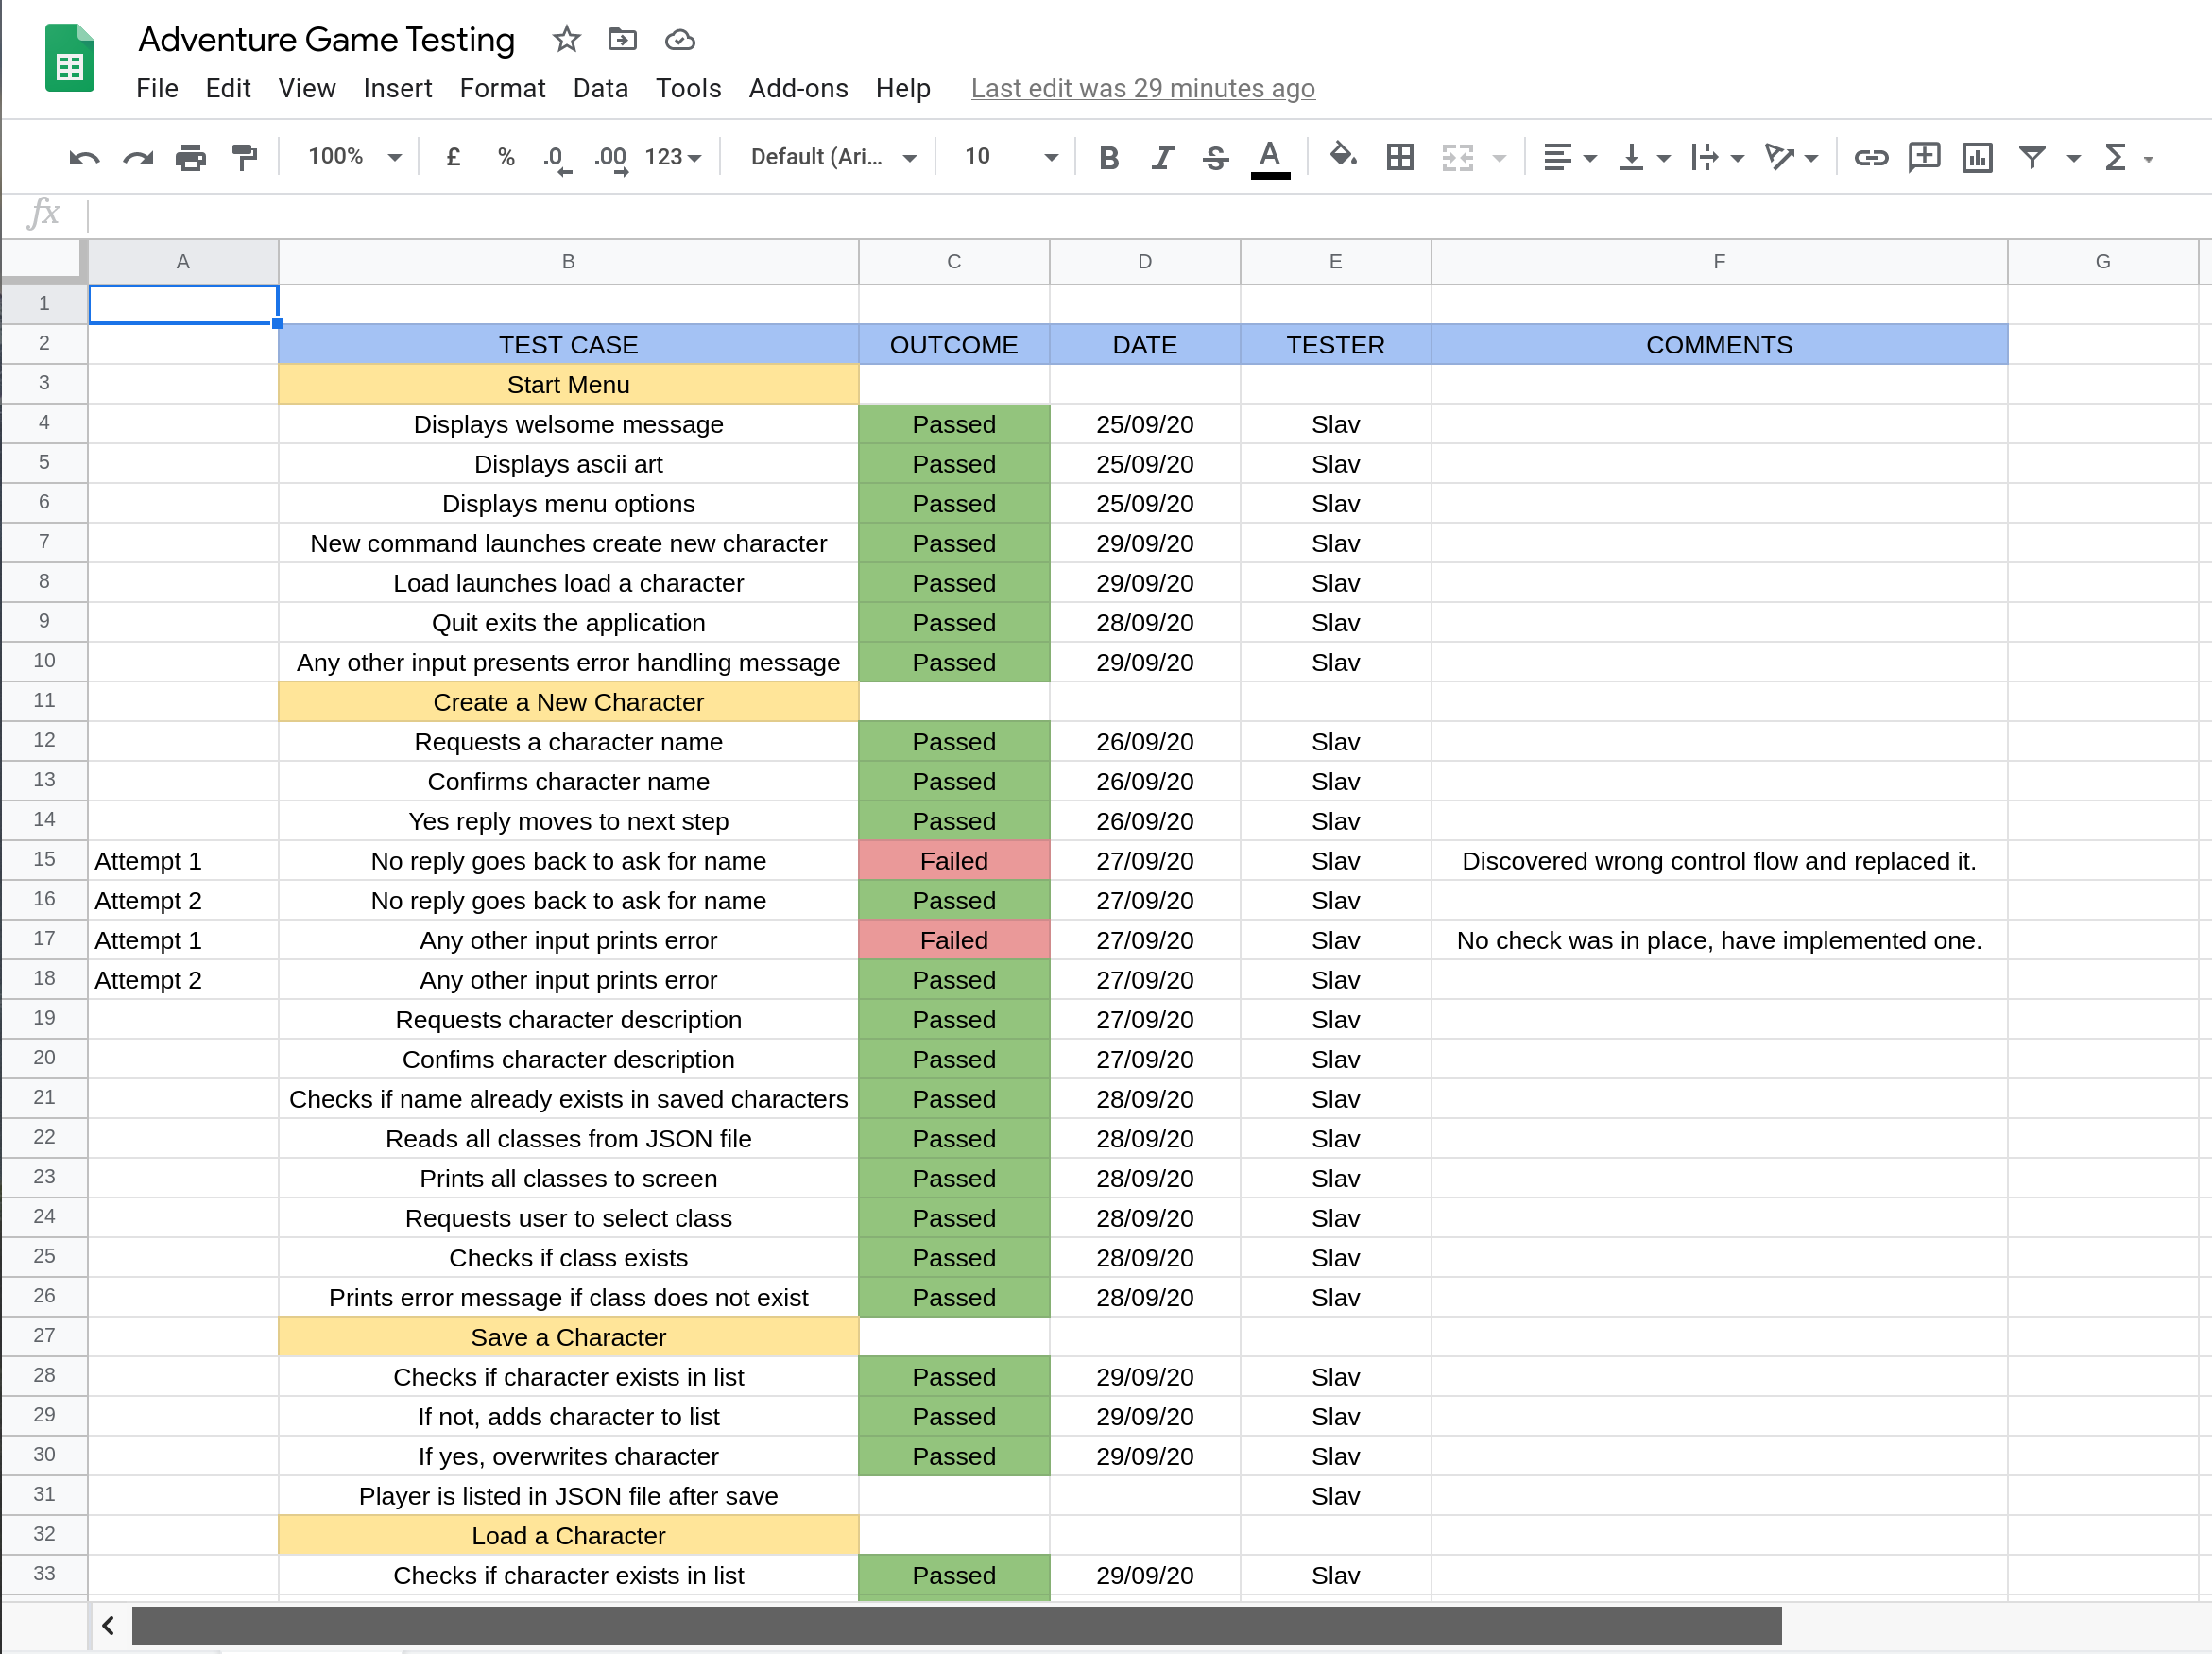 Adventure Game Testing
File Edit View Insert Format Data Tools Add-ons Help Last edit was 29 minutes ago
100% £ % .0 .00 123 Default (Ari... 10 B I S A Σ
fx
A B C D E F G
1
2 TEST CASE OUTCOME DATE TESTER COMMENTS
3 Start Menu
4 Displays welsome message Passed 25/09/20 Slav
5 Displays ascii art Passed 25/09/20 Slav
6 Displays menu options Passed 25/09/20 Slav
7 New command launches create new character Passed 29/09/20 Slav
8 Load launches load a character Passed 29/09/20 Slav
9 Quit exits the application Passed 28/09/20 Slav
10 Any other input presents error handling message Passed 29/09/20 Slav
11 Create a New Character
12 Requests a character name Passed 26/09/20 Slav
13 Confirms character name Passed 26/09/20 Slav
14 Yes reply moves to next step Passed 26/09/20 Slav
15 Attempt 1 No reply goes back to ask for name Failed 27/09/20 Slav Discovered wrong control flow and replaced it.
16 Attempt 2 No reply goes back to ask for name Passed 27/09/20 Slav
17 Attempt 1 Any other input prints error Failed 27/09/20 Slav No check was in place, have implemented one.
18 Attempt 2 Any other input prints error Passed 27/09/20 Slav
19 Requests character description Passed 27/09/20 Slav
20 Confims character description Passed 27/09/20 Slav
21 Checks if name already exists in saved characters Passed 28/09/20 Slav
22 Reads all classes from JSON file Passed 28/09/20 Slav
23 Prints all classes to screen Passed 28/09/20 Slav
24 Requests user to select class Passed 28/09/20 Slav
25 Checks if class exists Passed 28/09/20 Slav
26 Prints error message if class does not exist Passed 28/09/20 Slav
27 Save a Character
28 Checks if character exists in list Passed 29/09/20 Slav
29 If not, adds character to list Passed 29/09/20 Slav
30 If yes, overwrites character Passed 29/09/20 Slav
31 Player is listed in JSON file after save Slav
32 Load a Character
33 Checks if character exists in list Passed 29/09/20 Slav